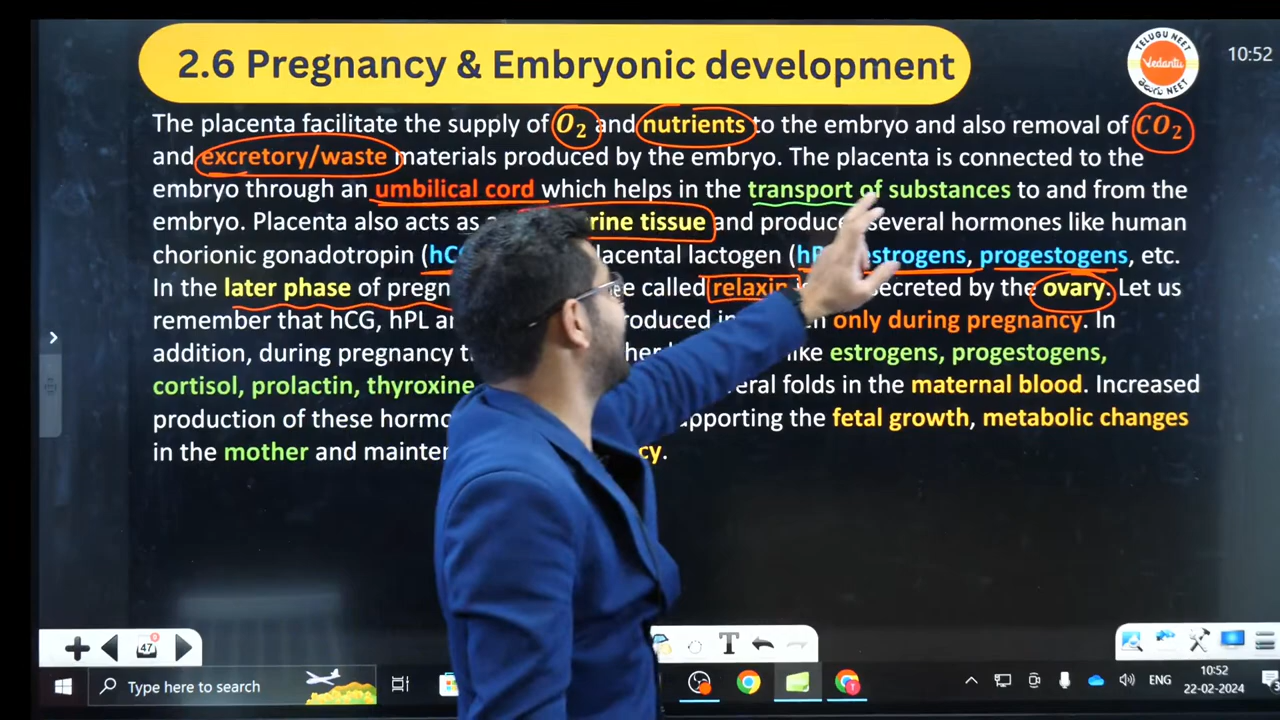 2.6 Pregnancy & Embryonic development
TELUGU NEET
Vedantu
తెలుగు NEET
10:52
The placenta facilitate the supply of O₂ and nutrients to the embryo and also removal of CO₂
and excretory/waste materials produced by the embryo. The placenta is connected to the
embryo through an umbilical cord which helps in the transport of substances to and from the
embryo. Placenta also acts as rine tissue and produce several hormones like human
chorionic gonadotropin (hC lacental lactogen (hP estrogens, progestogens, etc.
In the later phase of pregn e called relaxin secreted by the ovary. Let us
remember that hCG, hPL an roduced in only during pregnancy. In
addition, during pregnancy t her like estrogens, progestogens,
cortisol, prolactin, thyroxine eral folds in the maternal blood. Increased
production of these hormo upporting the fetal growth, metabolic changes
in the mother and mainten cy.
47
T
Type here to search
ENG
10:52
22-02-2024